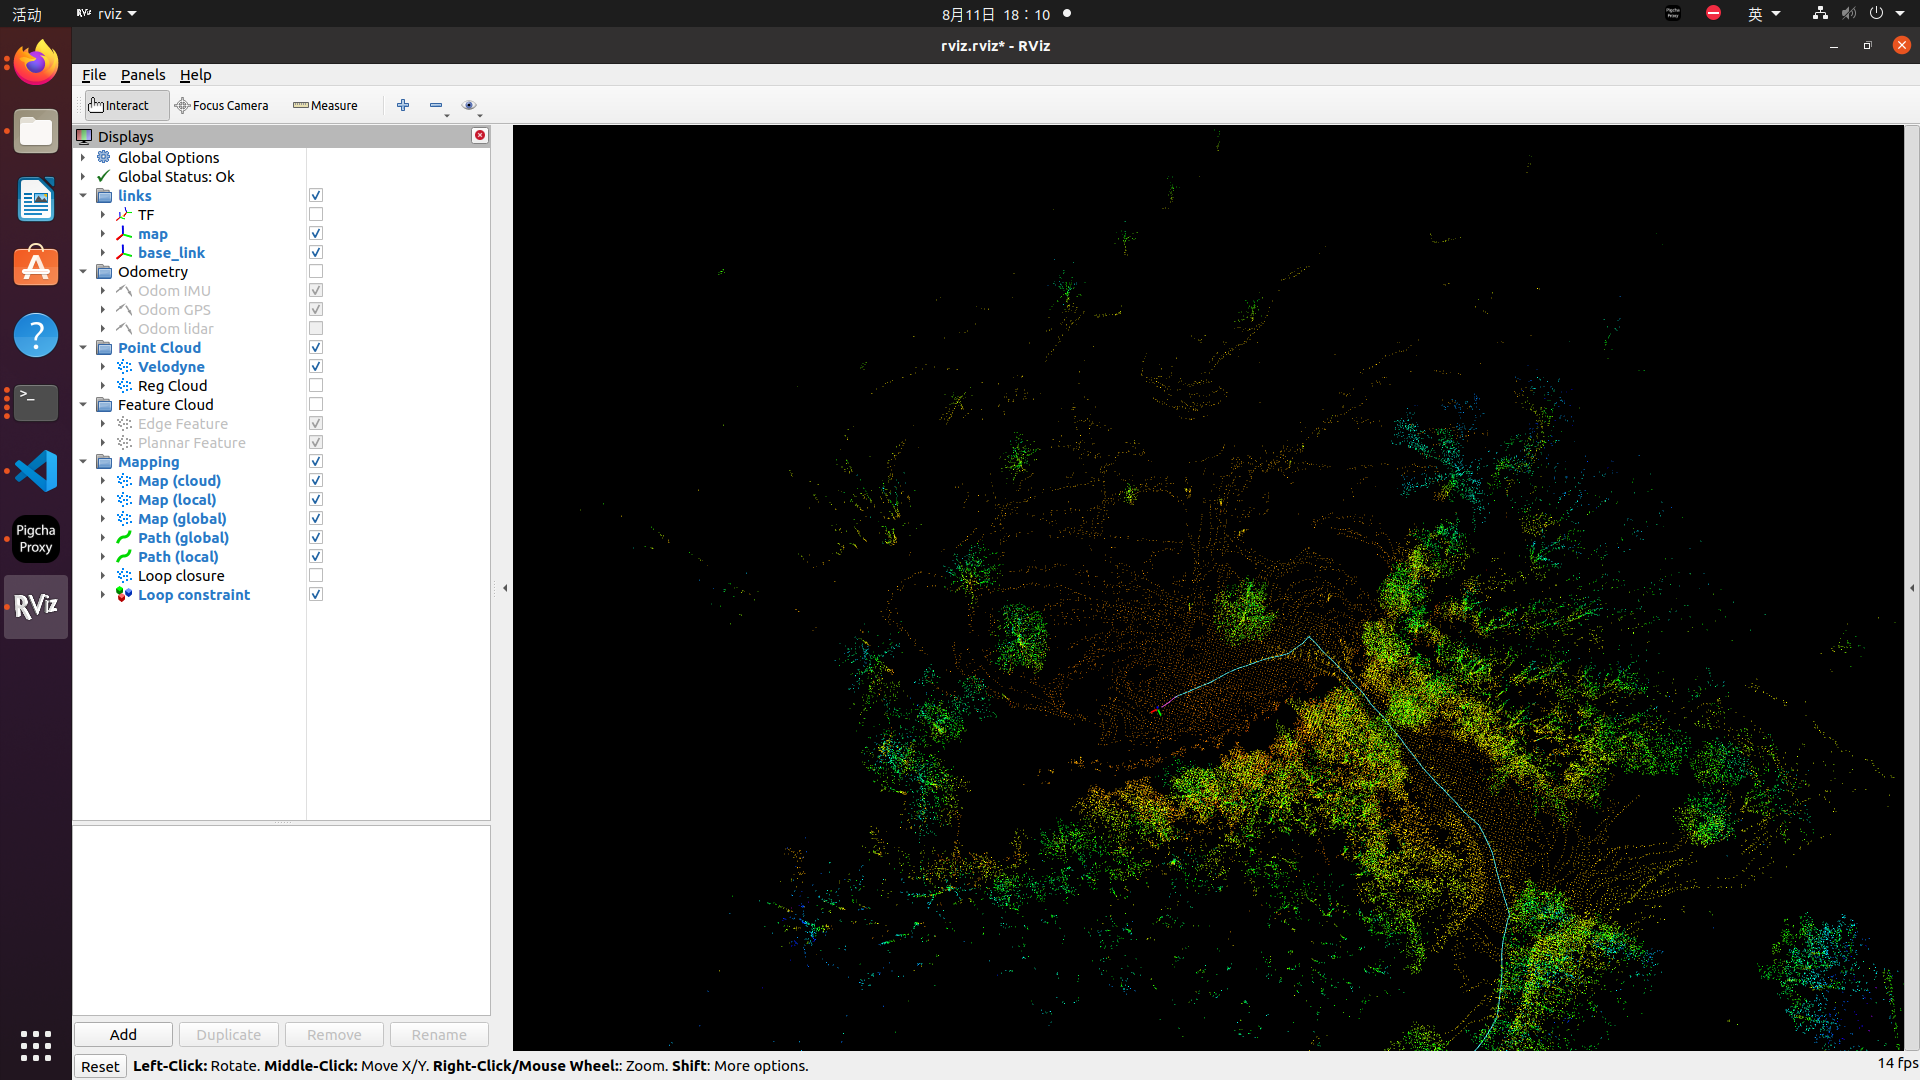 活动
RViz rviz
8月11日 18：10
Pigcha Proxy
英
rviz.rviz* - RViz
File Panels Help
Interact Focus Camera Measure
Displays
Global Options
Global Status: Ok
links
TF
map
base_link
Odometry
Odom IMU
Odom GPS
Odom lidar
Point Cloud
Velodyne
Reg Cloud
Feature Cloud
Edge Feature
Plannar Feature
Mapping
Map (cloud)
Map (local)
Map (global)
Path (global)
Path (local)
Loop closure
Loop constraint
>_
Pigcha
Proxy
RViz
Add Duplicate Remove Rename
Reset Left-Click: Rotate. Middle-Click: Move X/Y. Right-Click/Mouse Wheel:: Zoom. Shift: More options.
14 fps